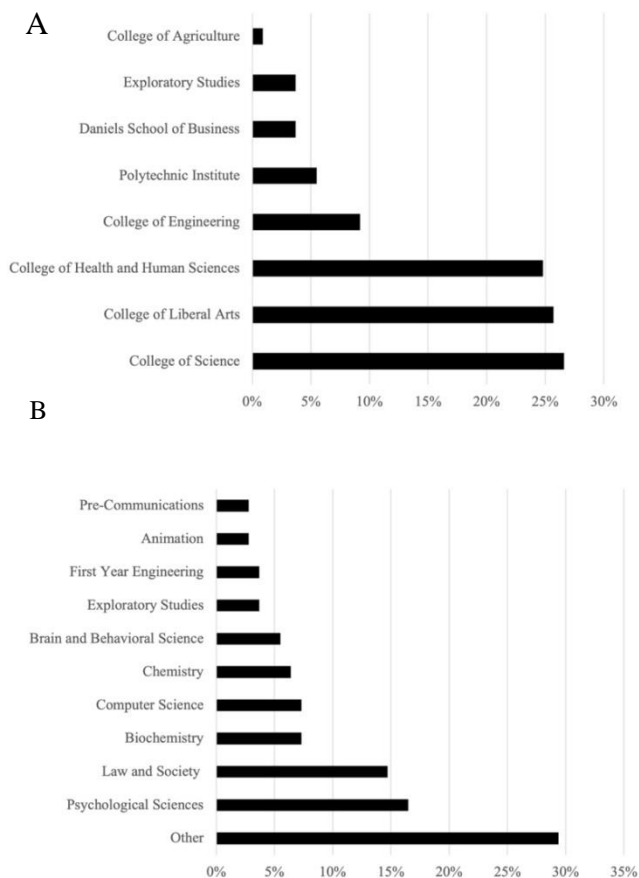 A
College of Agriculture
Exploratory Studies
Daniels School of Business
Polytechnic Institute
College of Engineering
College of Health and Human Sciences
College of Liberal Arts
College of Science
0% 5% 10% 15% 20% 25% 30%
B
Pre-Communications
Animation
First Year Engineering
Exploratory Studies
Brain and Behavioral Science
Chemistry
Computer Science
Biochemistry
Law and Society
Psychological Sciences
Other
0% 5% 10% 15% 20% 25% 30% 35%